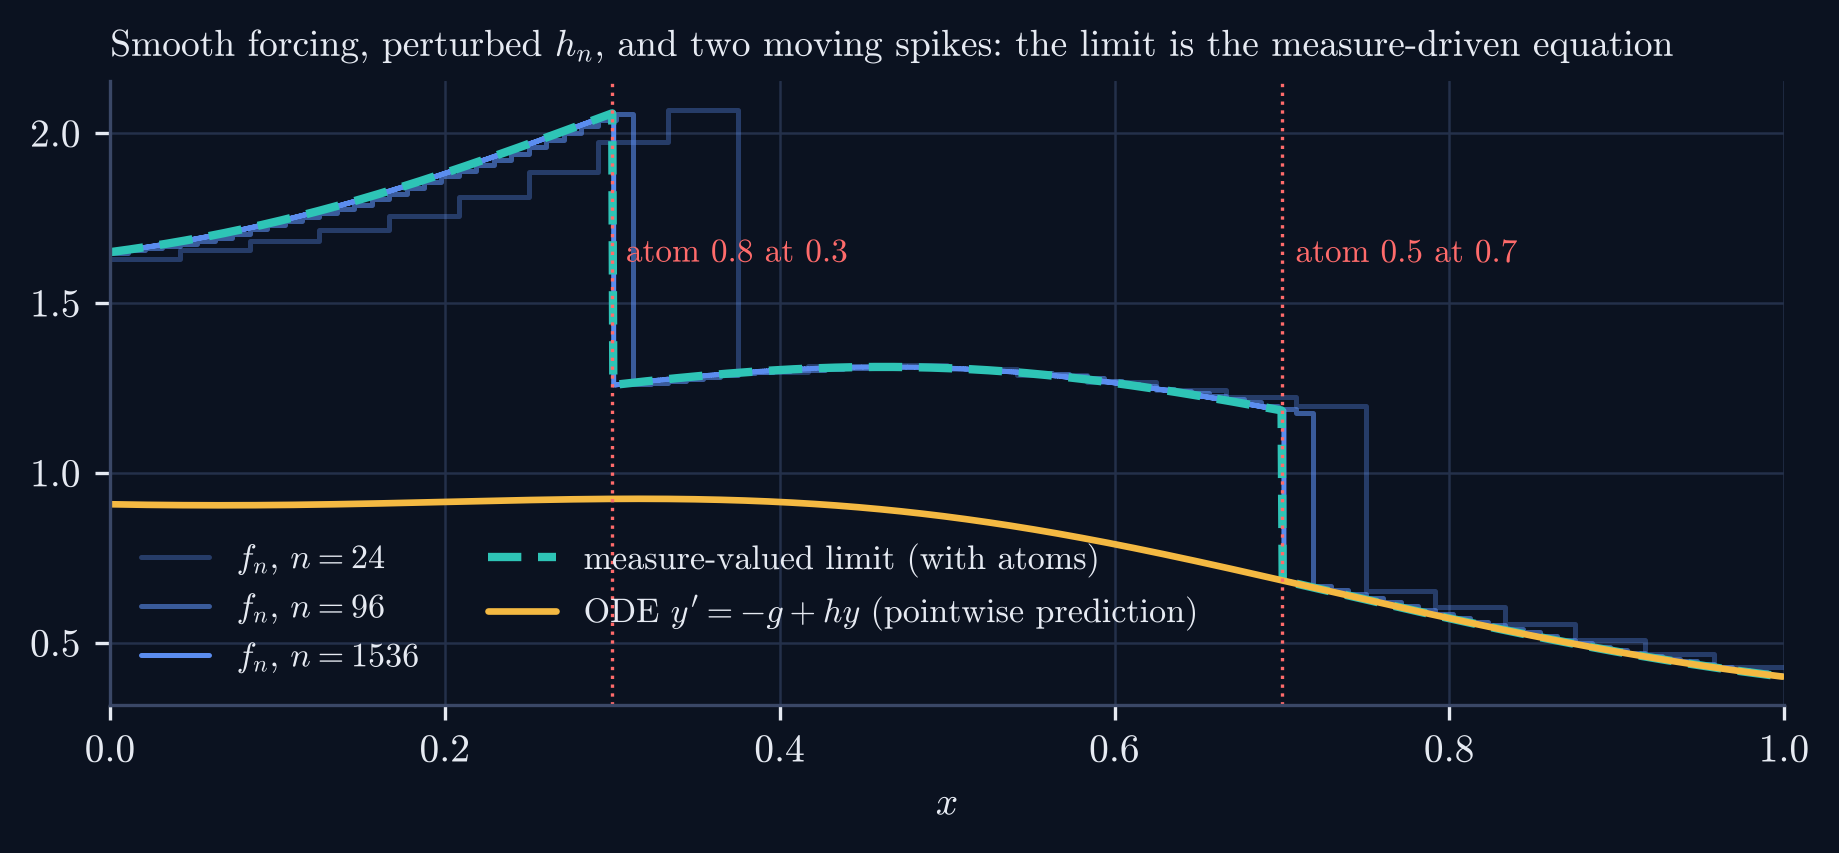 Smooth forcing, perturbed hₙ, and two moving spikes: the limit is the measure-driven equation
2.0
1.5
1.0
0.5
atom 0.8 at 0.3
atom 0.5 at 0.7
fₙ, n = 24
fₙ, n = 96
fₙ, n = 1536
measure-valued limit (with atoms)
ODE y′ = −g + hy (pointwise prediction)
0.0 0.2 0.4 0.6 0.8 1.0
x